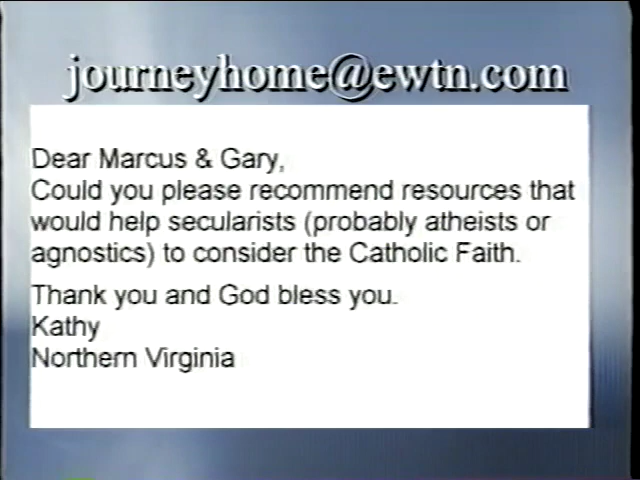 journeyhome@ewtn.com
Dear Marcus & Gary,
Could you please recommend resources that
would help secularists (probably atheists or
agnostics) to consider the Catholic Faith.
Thank you and God bless you.
Kathy
Northern Virginia